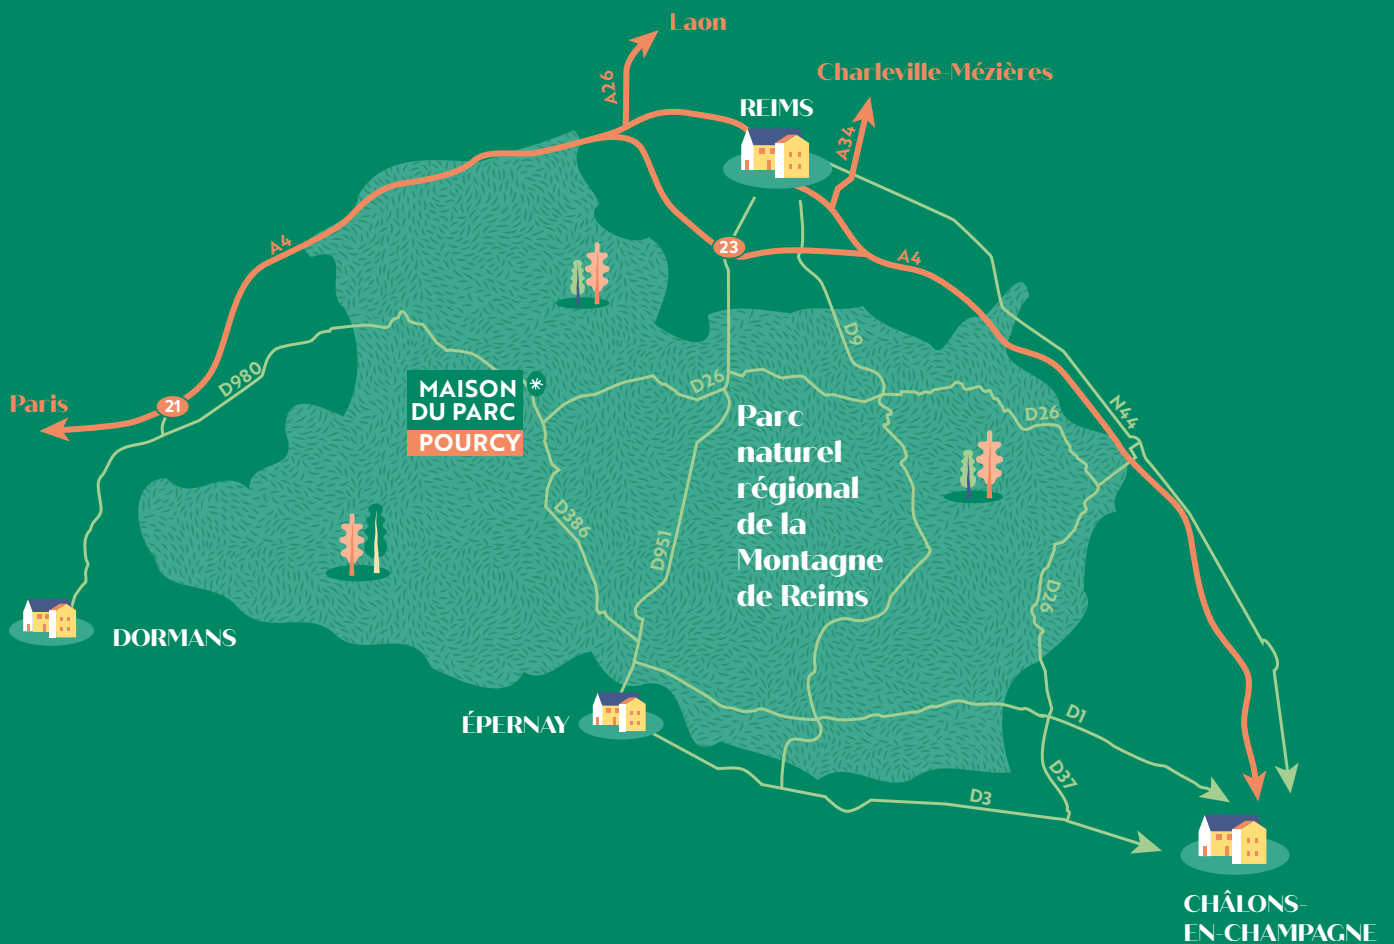 Laon
A26
Charleville-Mézières
REIMS
A34
A4
23
A4
D9
D980
Paris
21
MAISON
DU PARC
POURCY
D26
Parc
naturel
régional
de la
Montagne
de Reims
D26
N44
D386
D951
D26
DORMANS
ÉPERNAY
D1
D37
D3
CHÂLONS-
EN-CHAMPAGNE